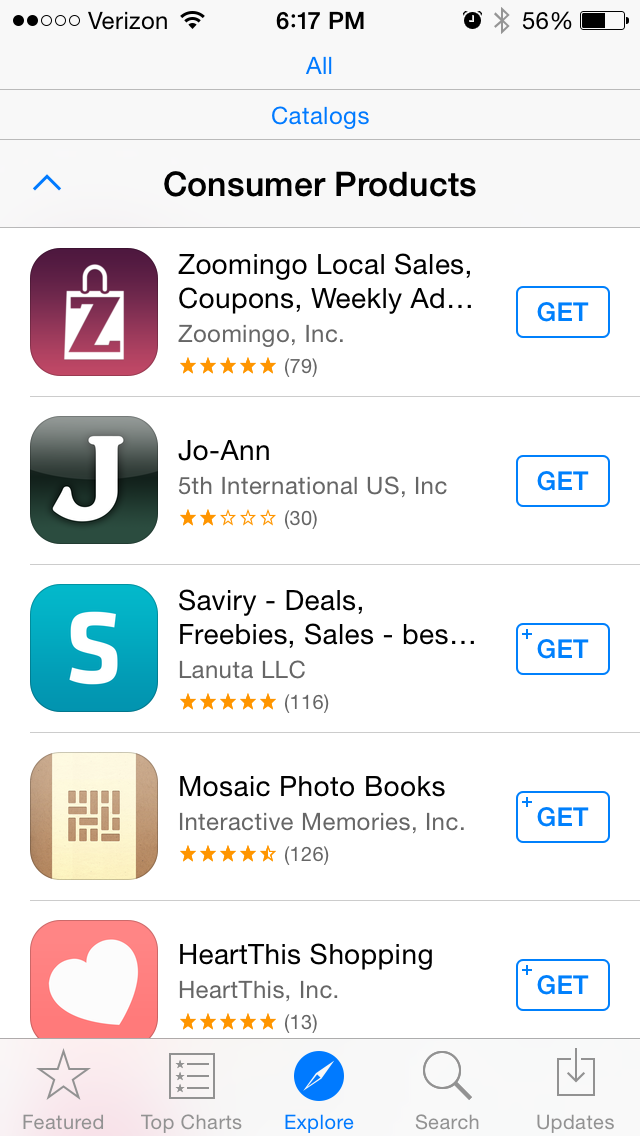 Verizon 6:17 PM 56%
All
Catalogs
Consumer Products
Z
Zoomingo Local Sales,
Coupons, Weekly Ad...
Zoomingo, Inc.
(79)
GET
J
Jo-Ann
5th International US, Inc
(30)
GET
S
Saviry - Deals,
Freebies, Sales - bes...
Lanuta LLC
(116)
+ GET
Mosaic Photo Books
Interactive Memories, Inc.
(126)
+ GET
HeartThis Shopping
HeartThis, Inc.
(13)
+ GET
Featured Top Charts Explore Search Updates